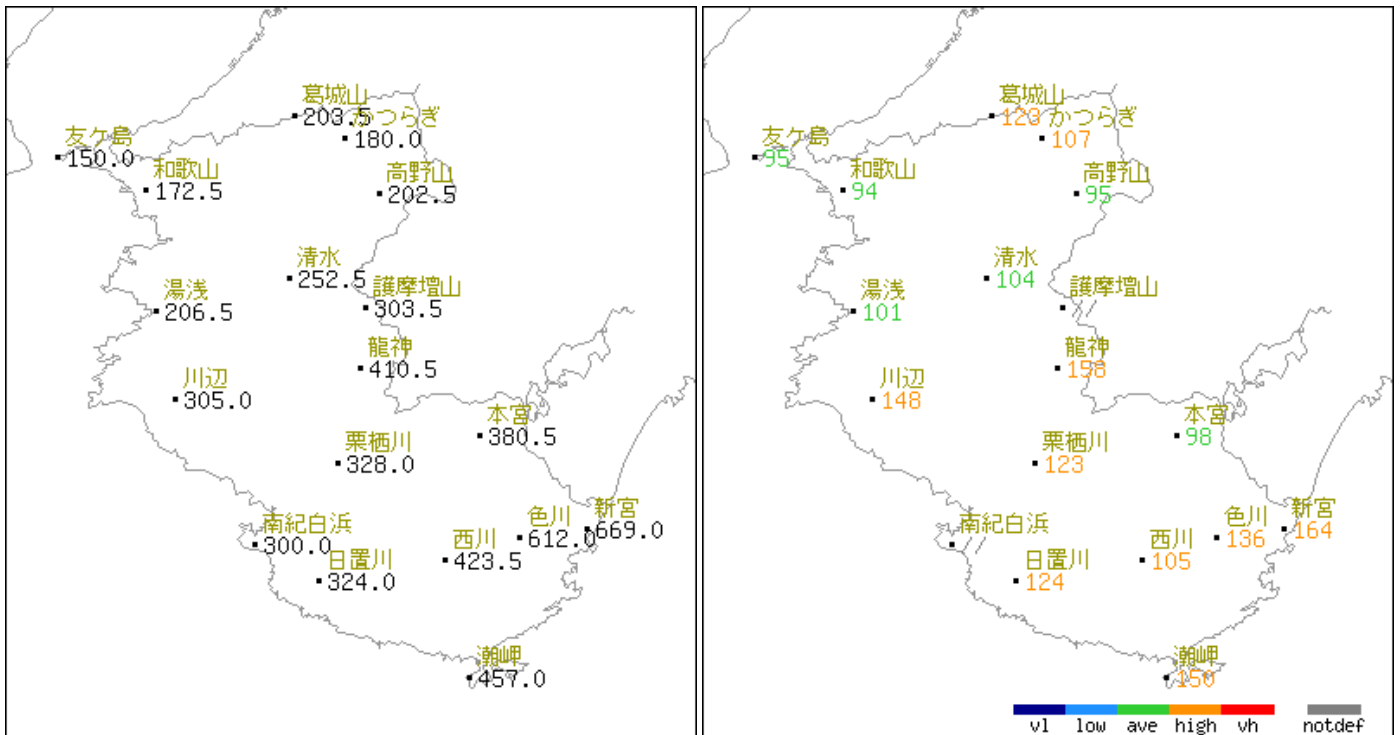 葛城山
203.5
かつらぎ
180.0
友ケ島
150.0
和歌山
172.5
高野山
202.5
清水
252.5
護摩壇山
303.5
湯浅
206.5
龍神
410.5
川辺
305.0
本宮
380.5
栗栖川
328.0
新宮
669.0
色川
612.0
南紀白浜
300.0
西川
423.5
日置川
324.0
潮岬
457.0
葛城山
123
かつらぎ
107
友ケ島
95
和歌山
94
高野山
95
清水
104
護摩壇山
//
湯浅
101
龍神
川辺
148
本宮
98
栗栖川
123
新宮
164
色川
136
南紀白浜
//
西川
105
日置川
124
潮岬
150
vl low ave high vh notdef